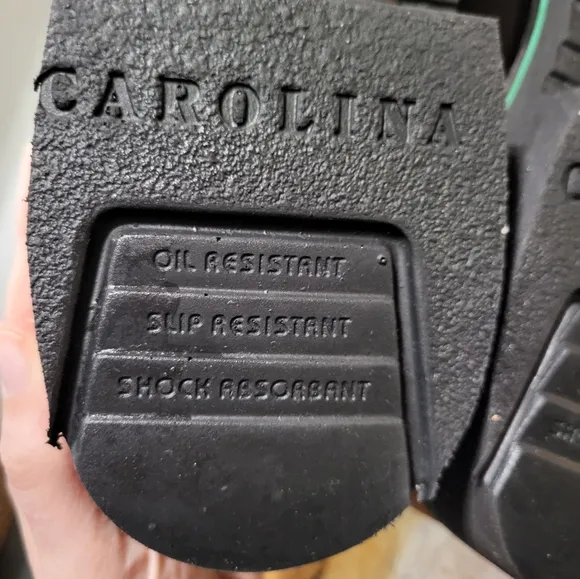 CAROLINA
OIL RESISTANT
SLIP RESISTANT
SHOCK ABSORBANT